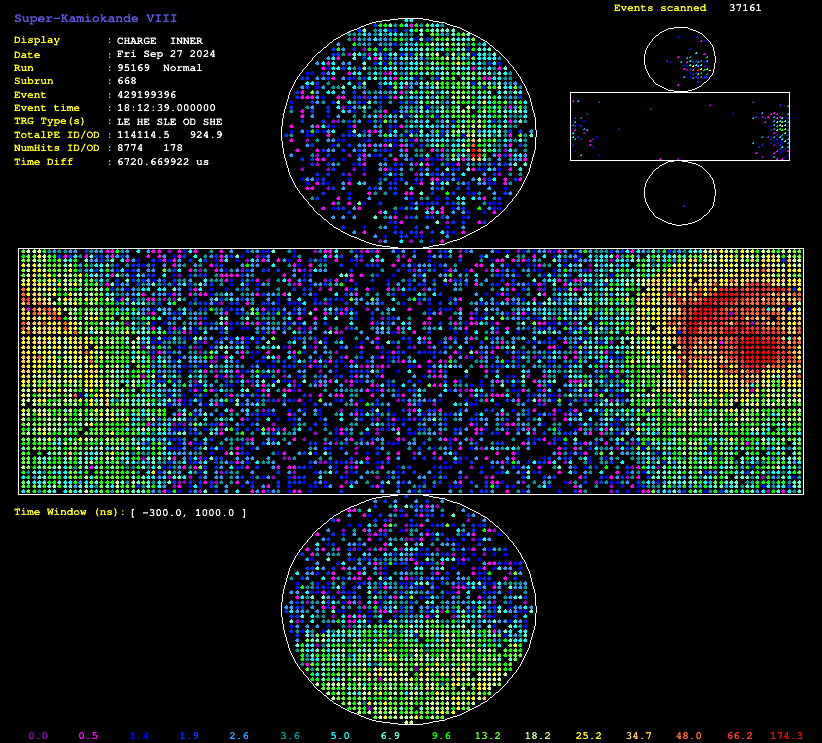 Super-Kamiokande VIII
Events scanned 37161
Display : CHARGE INNER
Date : Fri Sep 27 2024
Run : 95169 Normal
Subrun : 668
Event : 429199396
Event time : 18:12:39.000000
TRG Type(s) : LE HE SLE OD SHE
TotalPE ID/OD : 114114.5 924.9
NumHits ID/OD : 8774 178
Time Diff : 6720.669922 us
Time Window (ns): [ -300.0, 1000.0 ]
0.0 0.5 1.4 1.9 2.6 3.6 5.0 6.9 9.6 13.2 18.2 25.2 34.7 48.0 66.2 174.3